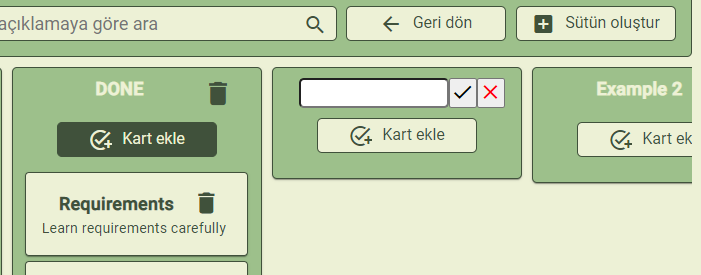 açıklamaya göre ara
Geri dön
Sütün oluştur
DONE
Kart ekle
Requirements
Learn requirements carefully
Kart ekle
Example 2
Kart ek